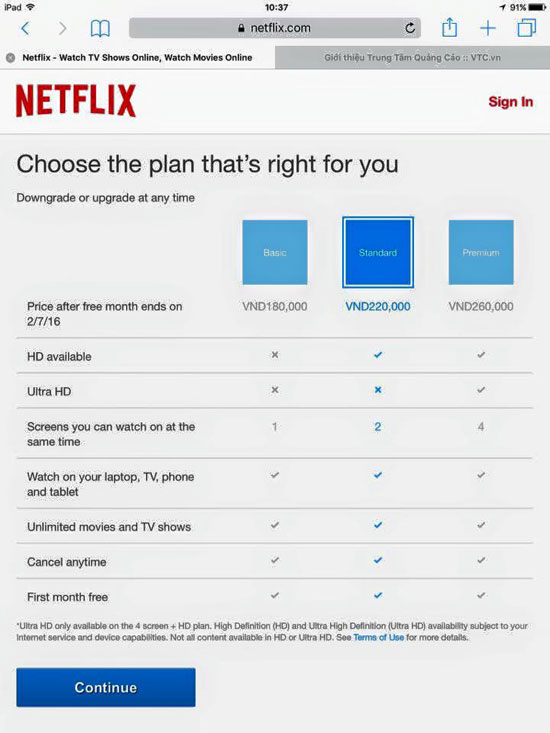 iPad 10:37 91%
netflix.com
Netflix - Watch TV Shows Online, Watch Movies Online Giới thiệu Trung Tâm Quảng Cáo :: VTC.vn
NETFLIX Sign In
Choose the plan that's right for you
Downgrade or upgrade at any time
Basic Standard Premium
Price after free month ends on VND180,000 VND220,000 VND260,000
2/7/16
HD available
Ultra HD
Screens you can watch on at the 1 2 4
same time
Watch on your laptop, TV, phone
and tablet
Unlimited movies and TV shows
Cancel anytime
First month free
*Ultra HD only available on the 4 screen + HD plan. High Definition (HD) and Ultra High Definition (Ultra HD) availability subject to your
Internet service and device capabilities. Not all content available in HD or Ultra HD. See Terms of Use for more details.
Continue